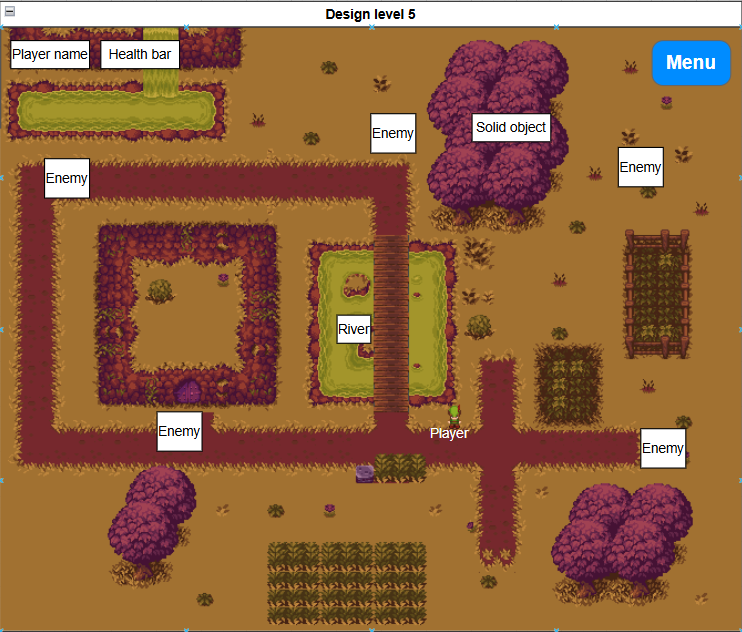 Design level 5
Player name
Health bar
Menu
Enemy
Solid object
Enemy
Enemy
River
Enemy
Player
Enemy